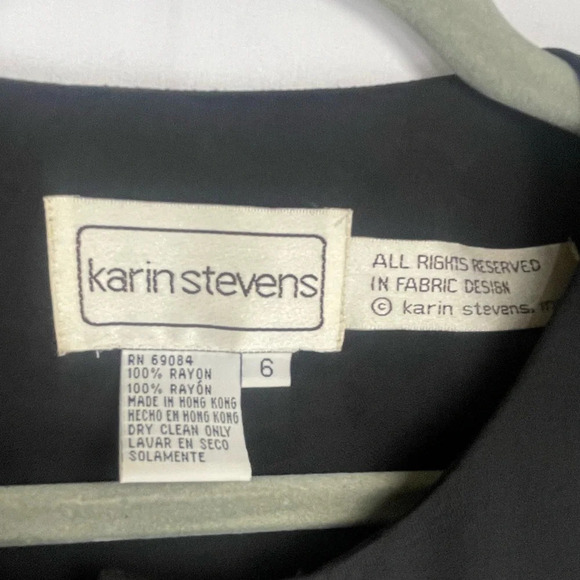 karin stevens
ALL RIGHTS RESERVED
IN FABRIC DESIGN
© karin stevens.
6
RN 69084
100% RAYON
100% RAYÓN
MADE IN HONG KONG
HECHO EN HONG KONG
DRY CLEAN ONLY
LAVAR EN SECO
SOLAMENTE